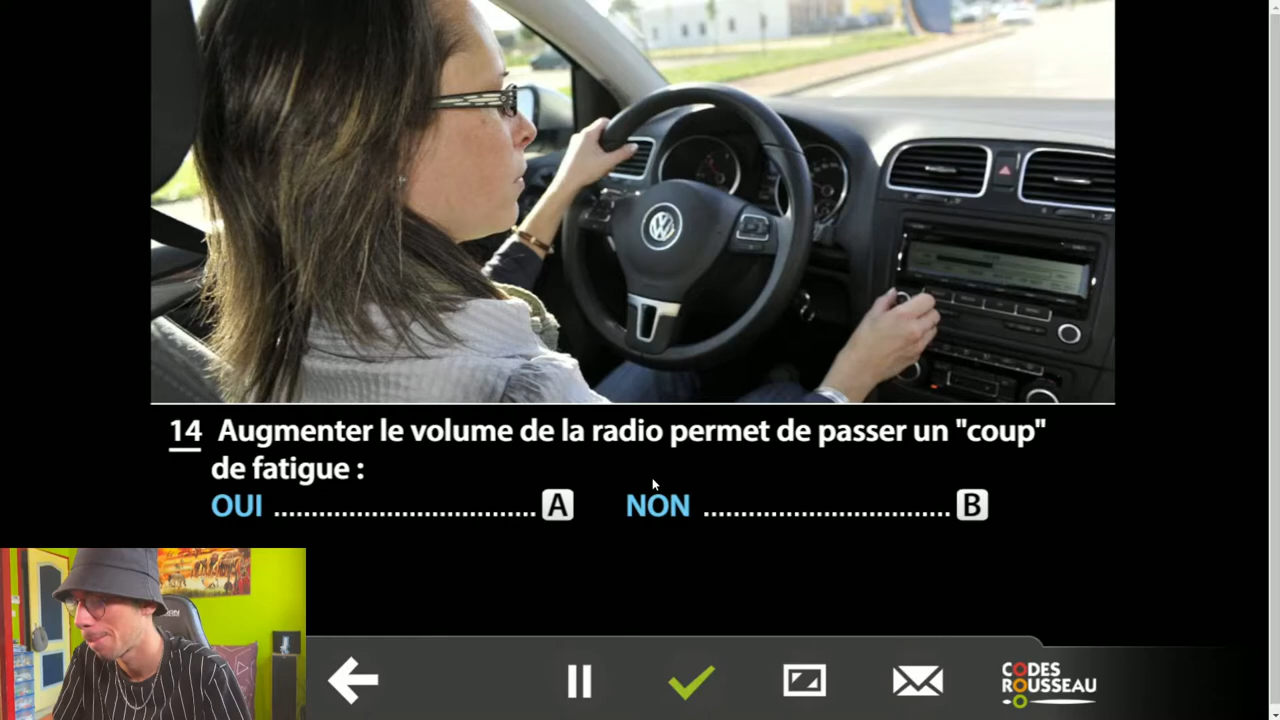 14 Augmenter le volume de la radio permet de passer un "coup"
de fatigue :
OUI .................................... A NON ................................. B
CODES
ROUSSEAU